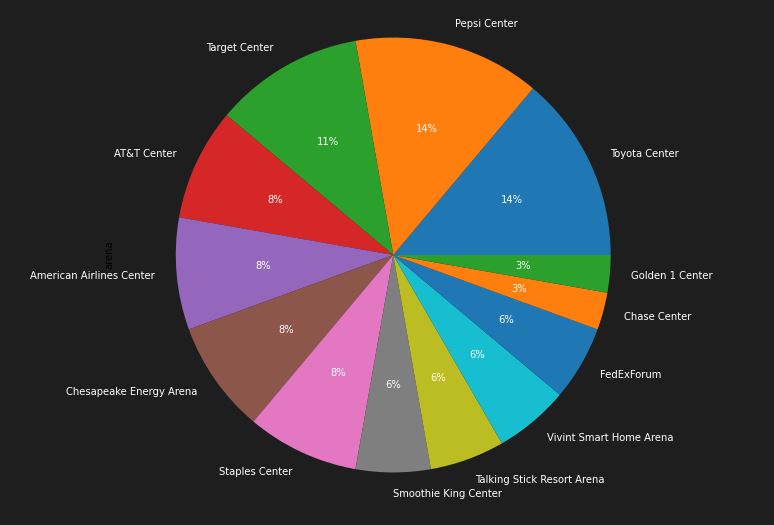 Pepsi Center
Target Center
14%
11%
AT&T Center
Toyota Center
8%
14%
arena
American Airlines Center
8%
3%
Golden 1 Center
3%
Chase Center
8%
6%
6%
FedExForum
Chesapeake Energy Arena
8%
6%
6%
Vivint Smart Home Arena
Staples Center
Talking Stick Resort Arena
Smoothie King Center